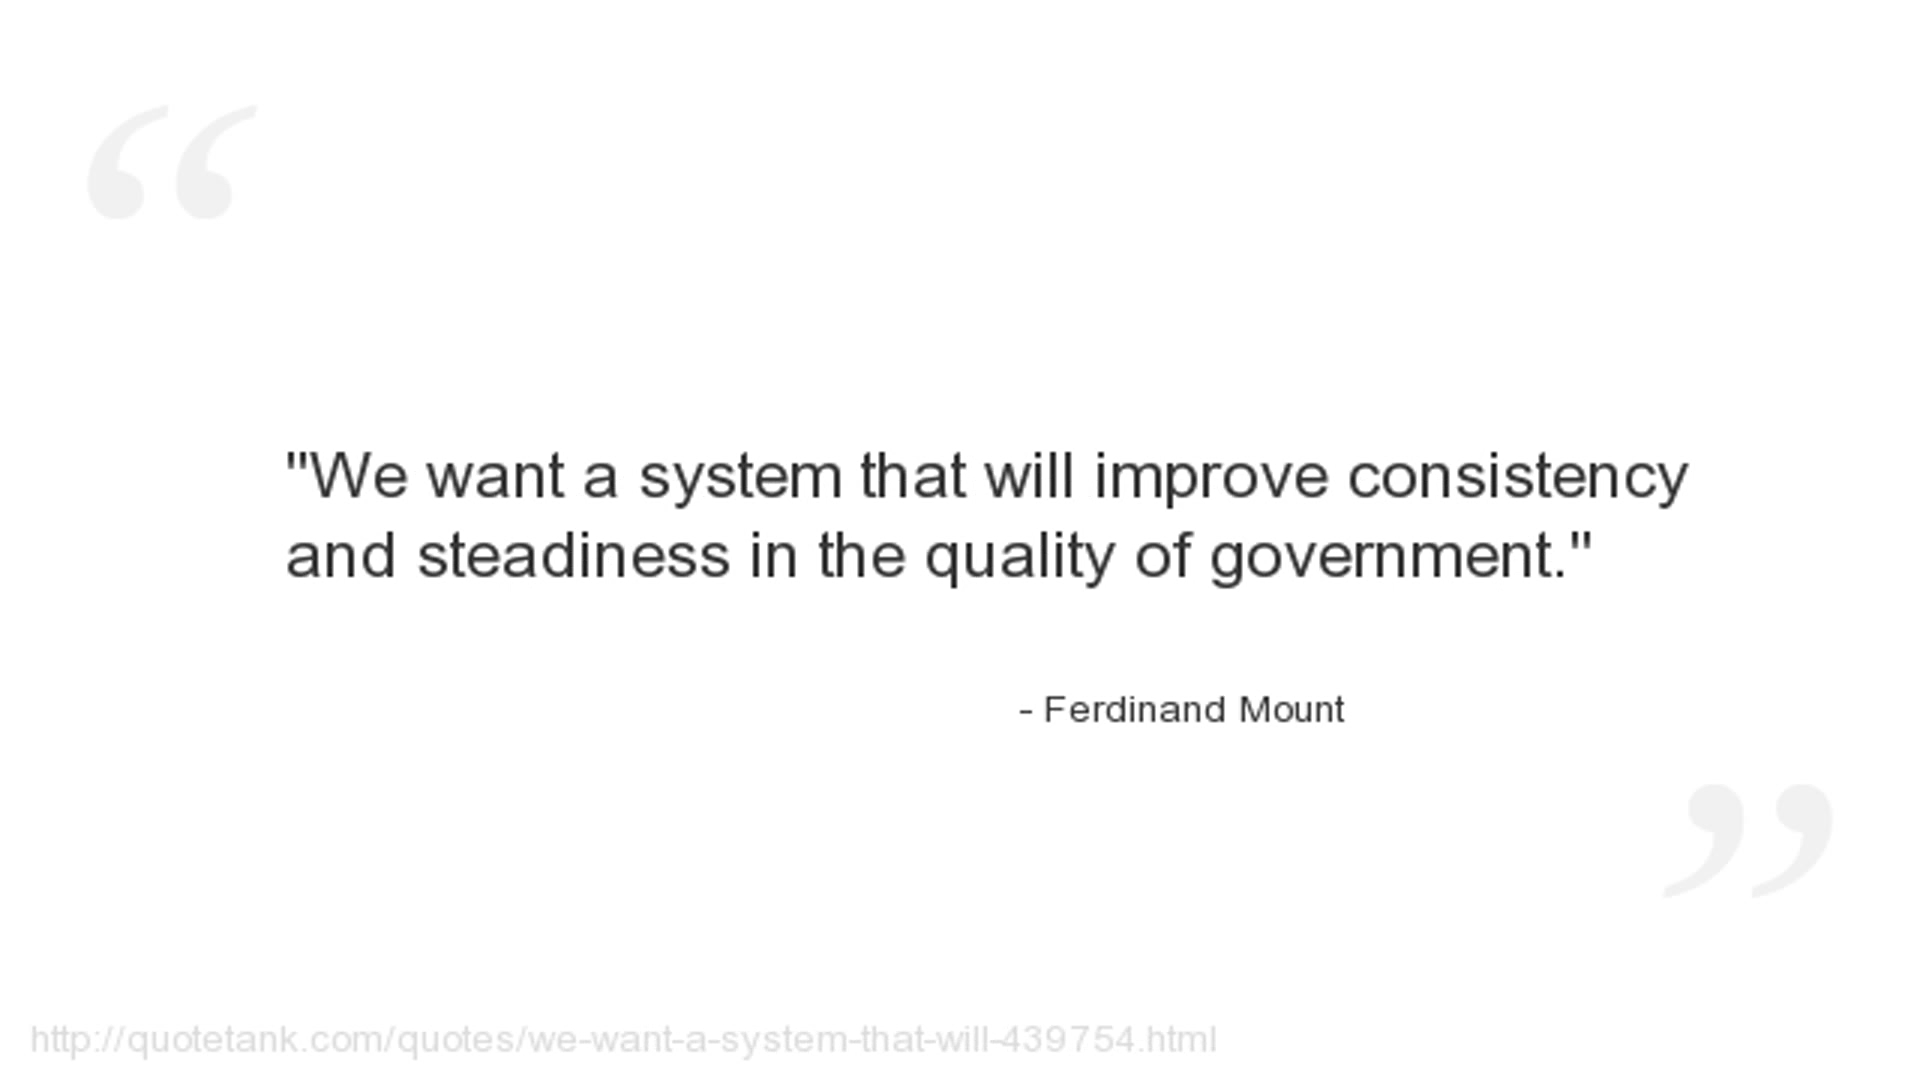 "We want a system that will improve consistency
and steadiness in the quality of government."
- Ferdinand Mount
http://quotetank.com/quotes/we-want-a-system-that-will-439754.html